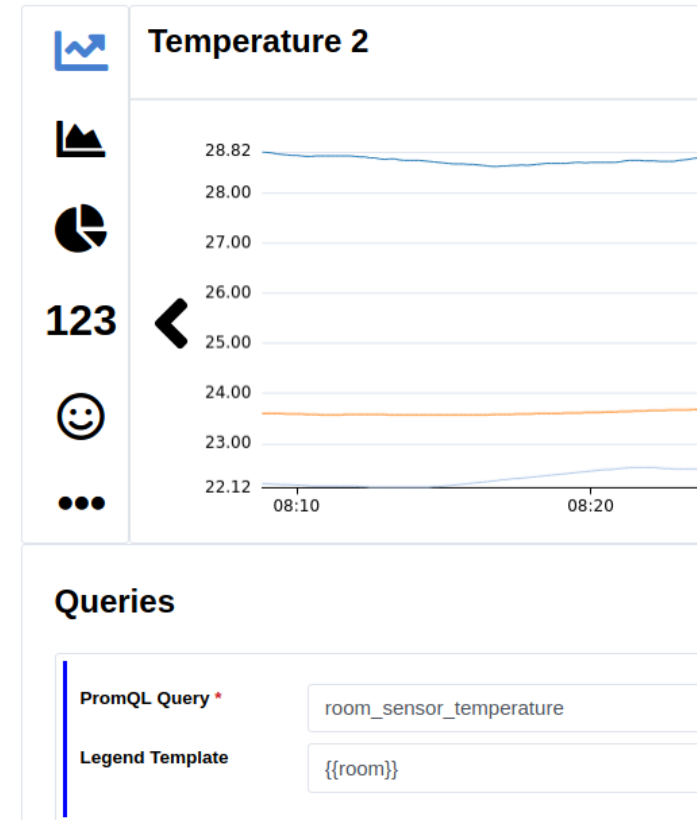 Temperature 2
123
28.82
28.00
27.00
26.00
25.00
24.00
23.00
22.12
08:10 08:20
Queries
PromQL Query * room_sensor_temperature
Legend Template {{room}}